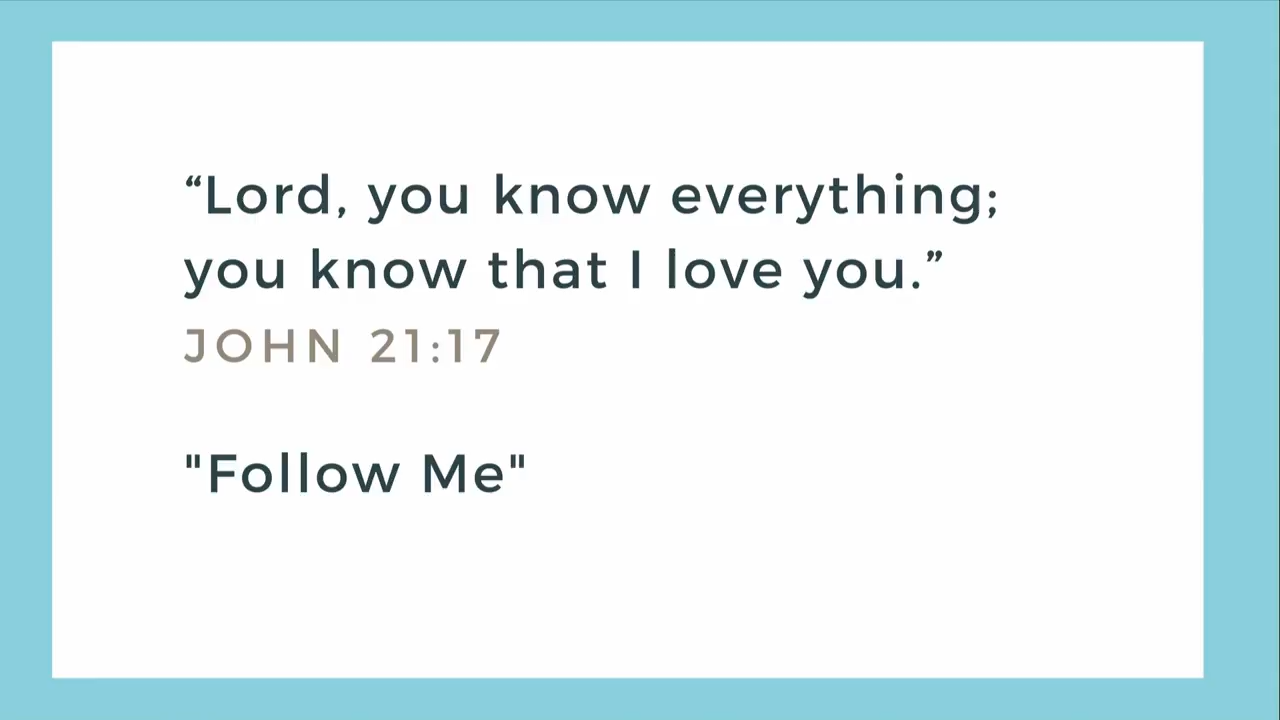 “Lord, you know everything;
you know that I love you.”
JOHN 21:17
"Follow Me"